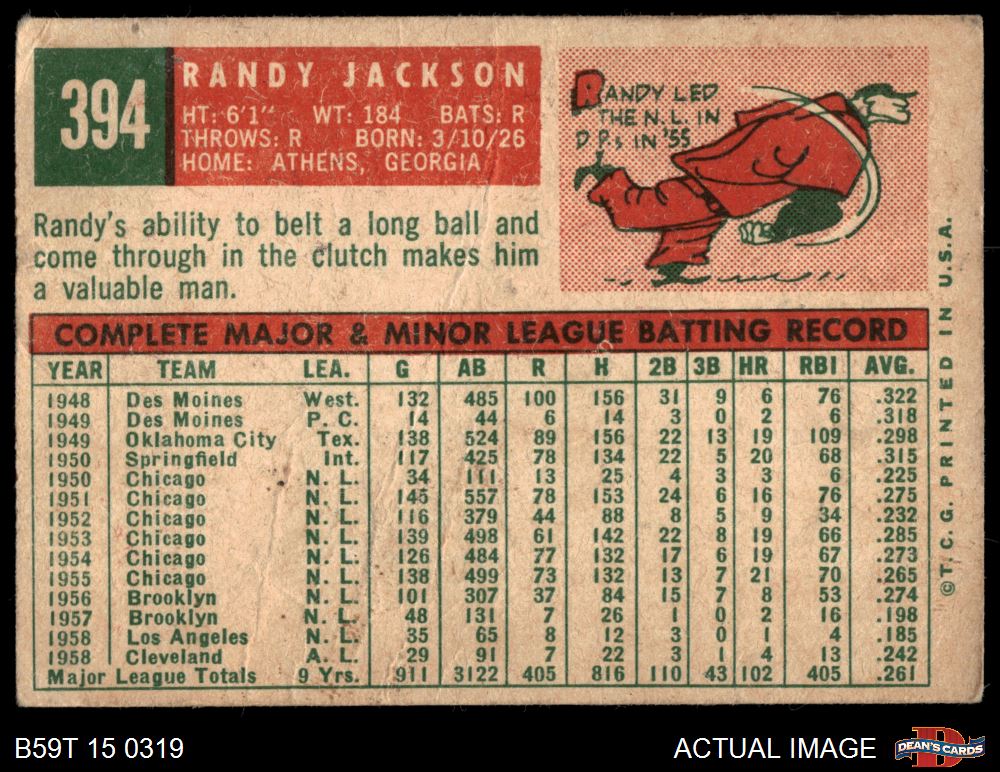 394
RANDY JACKSON
HT: 6'1" WT: 184 BATS: R
THROWS: R BORN: 3/10/26
HOME: ATHENS, GEORGIA
RANDY LED
THE N.L. IN
D.P.s IN '55
Randy's ability to belt a long ball and
come through in the clutch makes him
a valuable man.
COMPLETE MAJOR & MINOR LEAGUE BATTING RECORD
YEAR TEAM LEA. G AB R H 2B 3B HR RBI AVG.
1948 Des Moines West. 132 485 100 156 31 9 6 76 .322
1949 Des Moines P. C. 14 44 6 14 3 0 2 6 .318
1949 Oklahoma City Tex. 138 524 89 156 22 13 19 109 .298
1950 Springfield Int. 117 425 78 134 22 5 20 68 .315
1950 Chicago N. L. 34 111 13 25 4 3 3 6 .225
1951 Chicago N. L. 145 557 78 153 24 6 16 76 .275
1952 Chicago N. L. 116 379 44 88 8 5 9 34 .232
1953 Chicago N. L. 139 498 61 142 22 8 19 66 .285
1954 Chicago N. L. 126 484 77 132 17 6 19 67 .273
1955 Chicago N. L. 138 499 73 132 13 7 21 70 .265
1956 Brooklyn N. L. 101 307 37 84 15 7 8 53 .274
1957 Brooklyn N. L. 48 131 7 26 1 0 2 16 .198
1958 Los Angeles N. L. 35 65 8 12 3 0 1 4 .185
1958 Cleveland A. L. 29 91 7 22 3 1 4 13 .242
Major League Totals 9 Yrs. 911 3122 405 816 110 43 102 405 .261
©T. C. G. PRINTED IN U.S.A.
B59T 15 0319
ACTUAL IMAGE
DEAN'S CARDS